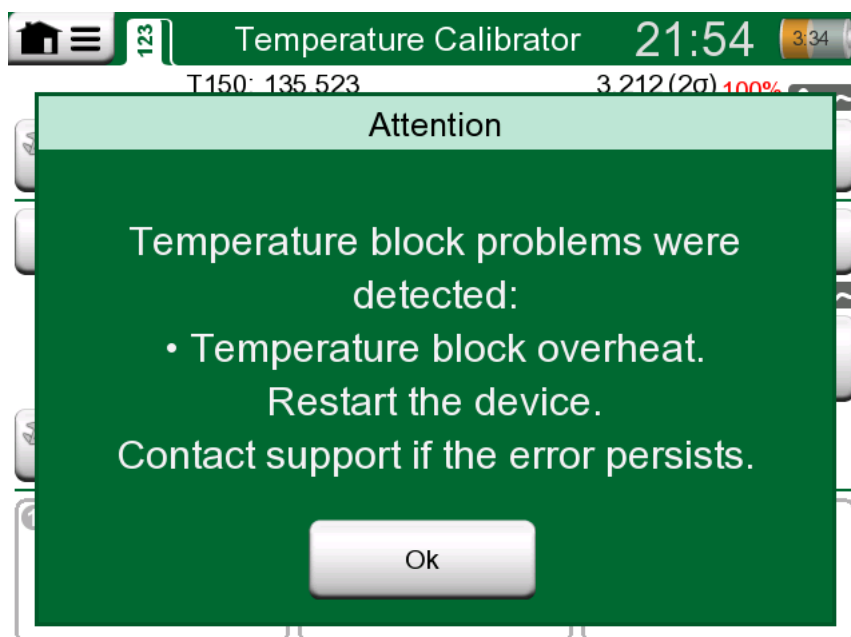 123
Temperature Calibrator
21:54
3:34
T150: 135.523
3.212 (2σ) 100%
Attention
Temperature block problems were
detected:
• Temperature block overheat.
Restart the device.
Contact support if the error persists.
Ok